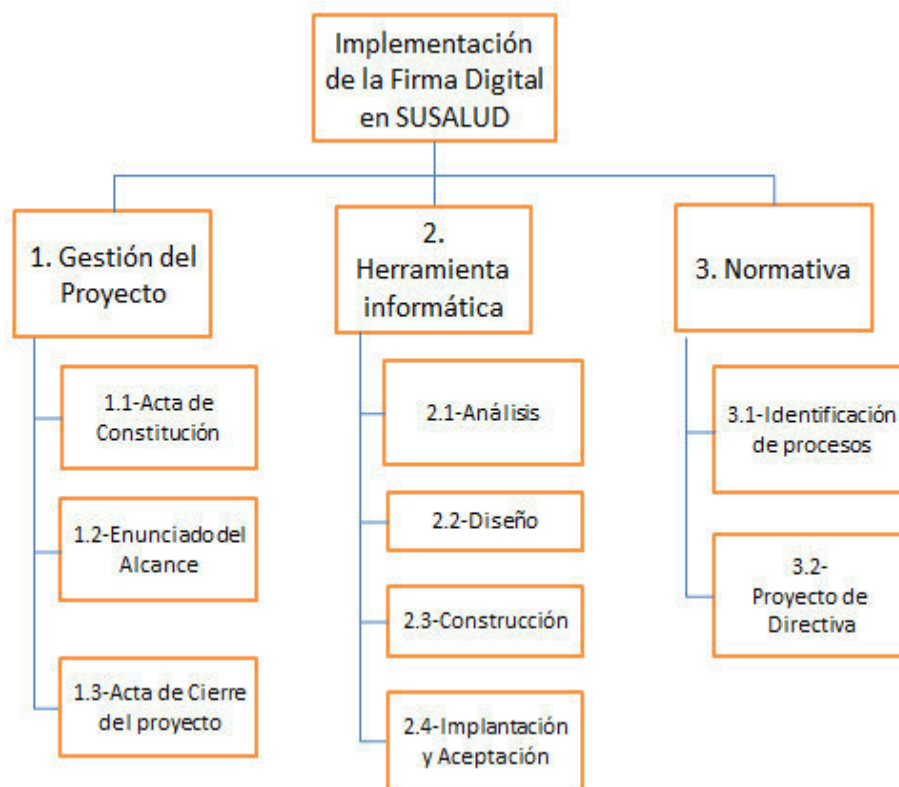 Implementación
de la Firma Digital
en SUSALUD
1. Gestión del
Proyecto
1.1-Acta de
Constitución
1.2-Enunciado del
Alcance
1.3-Acta de Cierre
del proyecto
2.
Herramienta
informática
2.1-Análisis
2.2-Diseño
2.3-Construcción
2.4-Implantación
y Aceptación
3. Normativa
3.1-Identificación
de procesos
3.2-
Proyecto de
Directiva